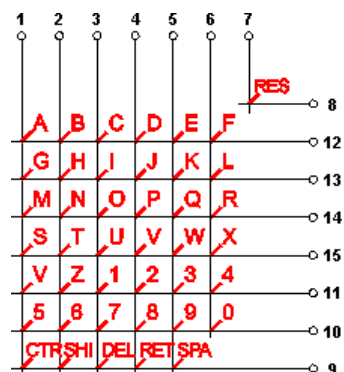 1 2 3 4 5 6 7
RES 8
A B C D E F 12
G H I J K L 13
M N O P Q R 14
S T U V W X 15
V Z 1 2 3 4 11
5 6 7 8 9 0 10
CTR SHI DEL RET SPA 9